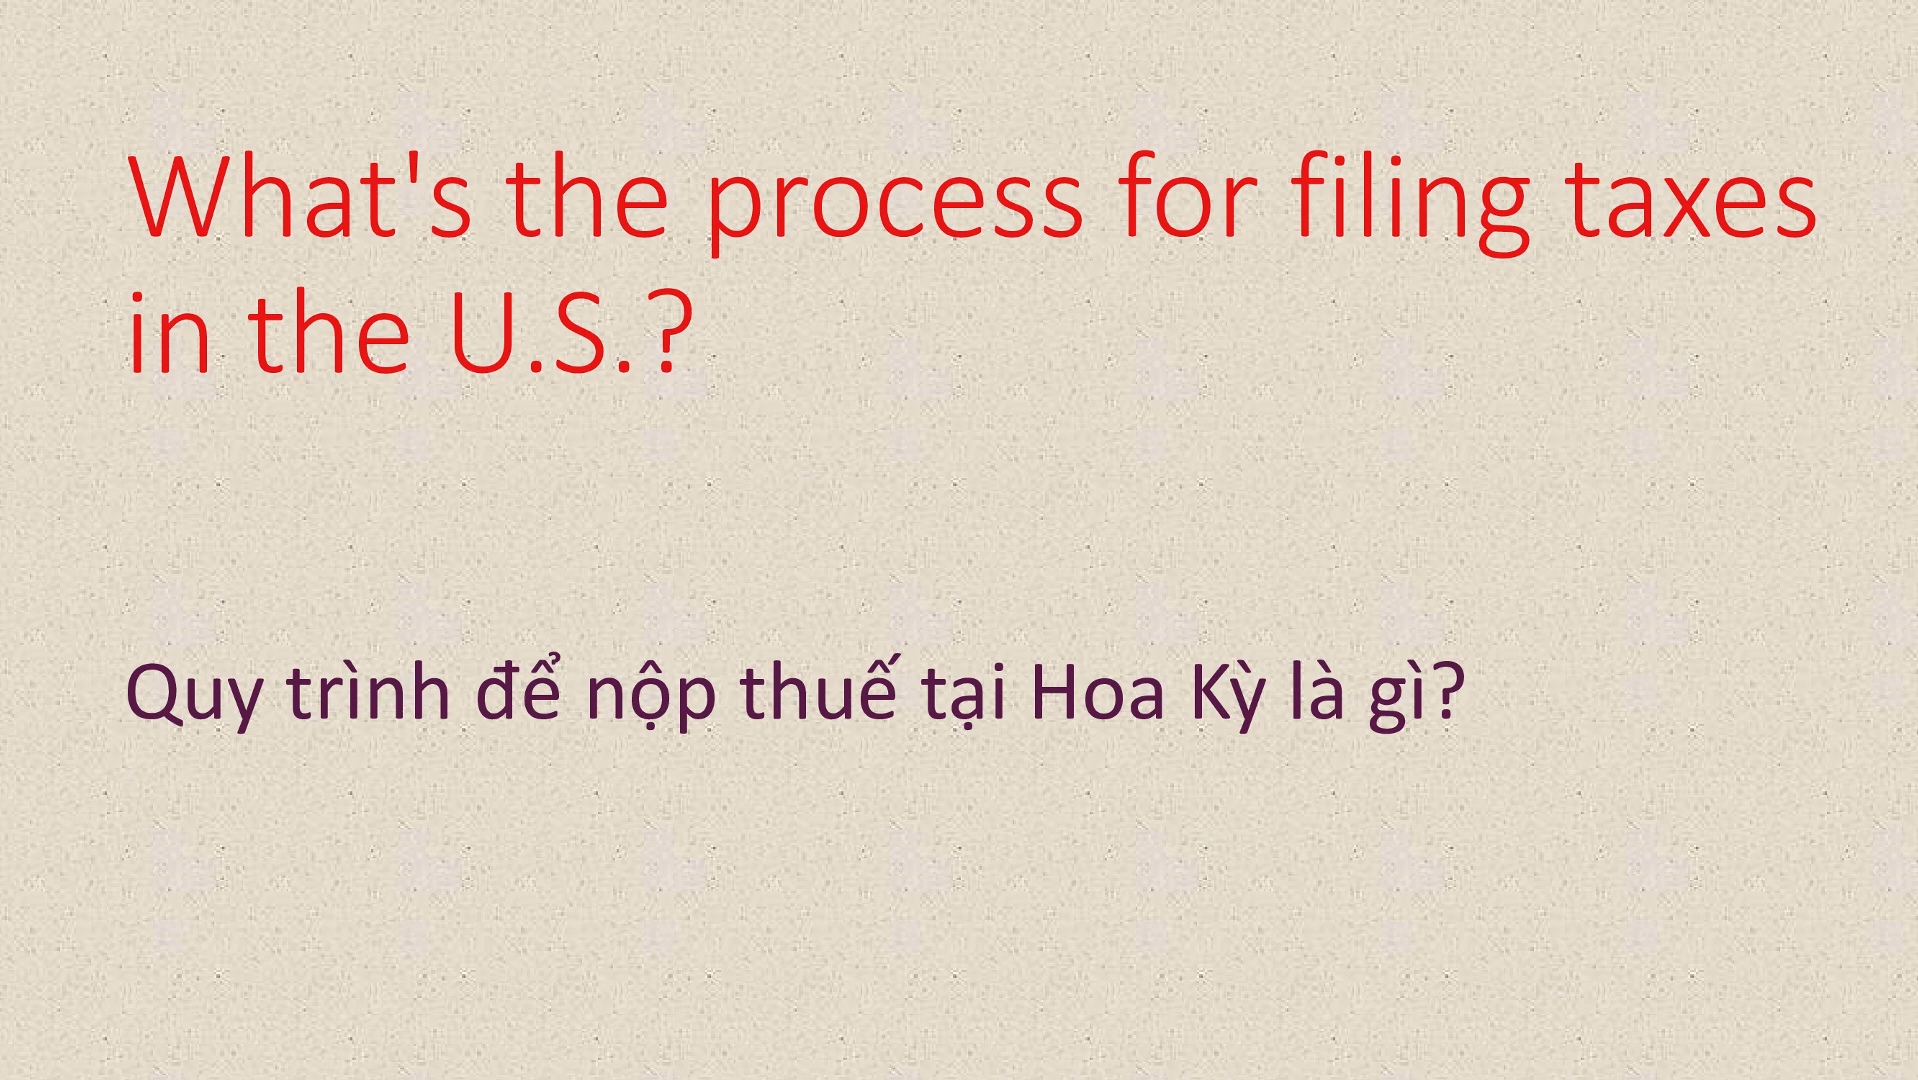 What's the process for filing taxes
in the U.S.?
Quy trình để nộp thuế tại Hoa Kỳ là gì?